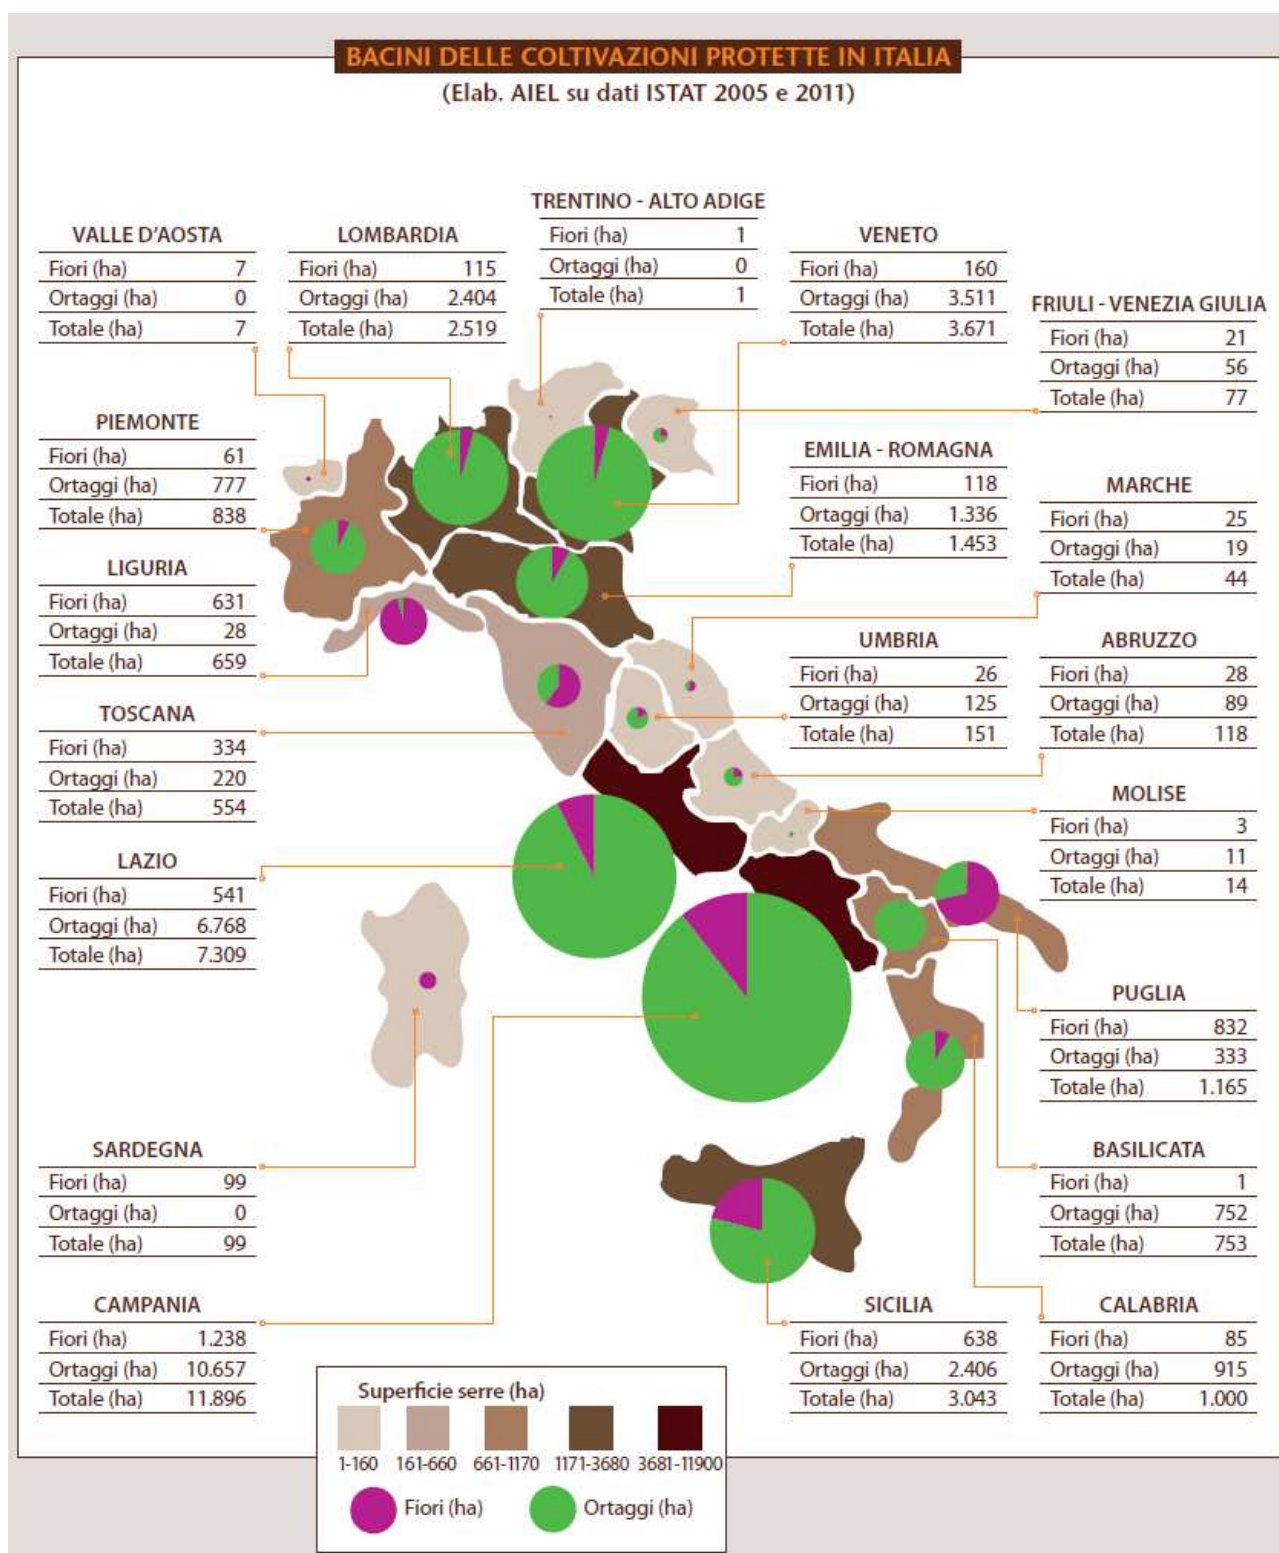 BACINI DELLE COLTIVAZIONI PROTETTE IN ITALIA
(Elab. AIEL su dati ISTAT 2005 e 2011)
VALLE D'AOSTA
Fiori (ha) 7
Ortaggi (ha) 0
Totale (ha) 7
LOMBARDIA
Fiori (ha) 115
Ortaggi (ha) 2.404
Totale (ha) 2.519
TRENTINO - ALTO ADIGE
Fiori (ha) 1
Ortaggi (ha) 0
Totale (ha) 1
VENETO
Fiori (ha) 160
Ortaggi (ha) 3.511
Totale (ha) 3.671
FRIULI - VENEZIA GIULIA
Fiori (ha) 21
Ortaggi (ha) 56
Totale (ha) 77
PIEMONTE
Fiori (ha) 61
Ortaggi (ha) 777
Totale (ha) 838
EMILIA - ROMAGNA
Fiori (ha) 118
Ortaggi (ha) 1.336
Totale (ha) 1.453
MARCHE
Fiori (ha) 25
Ortaggi (ha) 19
Totale (ha) 44
LIGURIA
Fiori (ha) 631
Ortaggi (ha) 28
Totale (ha) 659
UMBRIA
Fiori (ha) 26
Ortaggi (ha) 125
Totale (ha) 151
ABRUZZO
Fiori (ha) 28
Ortaggi (ha) 89
Totale (ha) 118
TOSCANA
Fiori (ha) 334
Ortaggi (ha) 220
Totale (ha) 554
MOLISE
Fiori (ha) 3
Ortaggi (ha) 11
Totale (ha) 14
LAZIO
Fiori (ha) 541
Ortaggi (ha) 6.768
Totale (ha) 7.309
PUGLIA
Fiori (ha) 832
Ortaggi (ha) 333
Totale (ha) 1.165
SARDEGNA
Fiori (ha) 99
Ortaggi (ha) 0
Totale (ha) 99
BASILICATA
Fiori (ha) 1
Ortaggi (ha) 752
Totale (ha) 753
CAMPANIA
Fiori (ha) 1.238
Ortaggi (ha) 10.657
Totale (ha) 11.896
SICILIA
Fiori (ha) 638
Ortaggi (ha) 2.406
Totale (ha) 3.043
CALABRIA
Fiori (ha) 85
Ortaggi (ha) 915
Totale (ha) 1.000
Superficie serre (ha)
1-160 161-660 661-1170 1171-3680 3681-11900
Fiori (ha) Ortaggi (ha)